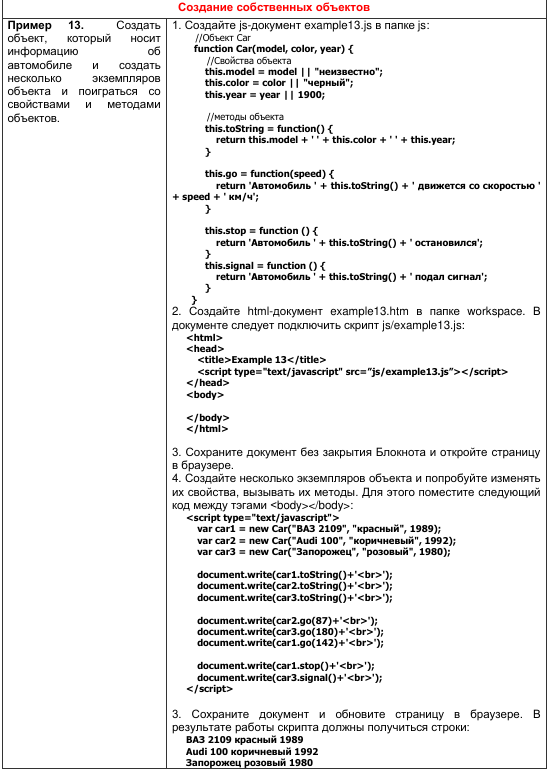 Создание собственных объектов
Пример 13. Создать
объект, который носит
информацию об
автомобиле и создать
несколько экземпляров
объекта и поиграться со
свойствами и методами
объектов.
1. Создайте js-документ example13.js в папке js:
//Объект Car
function Car(model, color, year) {
//Свойства объекта
this.model = model || "неизвестно";
this.color = color || "черный";
this.year = year || 1900;
//методы объекта
this.toString = function() {
return this.model + ' ' + this.color + ' ' + this.year;
}
this.go = function(speed) {
return 'Автомобиль ' + this.toString() + ' движется со скоростью '
+ speed + ' км/ч';
}
this.stop = function () {
return 'Автомобиль ' + this.toString() + ' остановился';
}
this.signal = function () {
return 'Автомобиль ' + this.toString() + ' подал сигнал';
}
}
2. Создайте html-документ example13.htm в папке workspace. В
документе следует подключить скрипт js/example13.js:
<html>
<head>
<title>Example 13</title>
<script type="text/javascript" src="js/example13.js"></script>
</head>
<body>
</body>
</html>
3. Сохраните документ без закрытия Блокнота и откройте страницу
в браузере.
4. Создайте несколько экземпляров объекта и попробуйте изменять
их свойства, вызывать их методы. Для этого поместите следующий
код между тэгами <body></body>:
<script type="text/javascript">
var car1 = new Car("ВАЗ 2109", "красный", 1989);
var car2 = new Car("Audi 100", "коричневый", 1992);
var car3 = new Car("Запорожец", "розовый", 1980);
document.write(car1.toString()+'<br>');
document.write(car2.toString()+'<br>');
document.write(car3.toString()+'<br>');
document.write(car2.go(87)+'<br>');
document.write(car3.go(180)+'<br>');
document.write(car1.go(142)+'<br>');
document.write(car1.stop()+'<br>');
document.write(car3.signal()+'<br>');
</script>
3. Сохраните документ и обновите страницу в браузере. В
результате работы скрипта должны получиться строки:
ВАЗ 2109 красный 1989
Audi 100 коричневый 1992
Запорожец розовый 1980